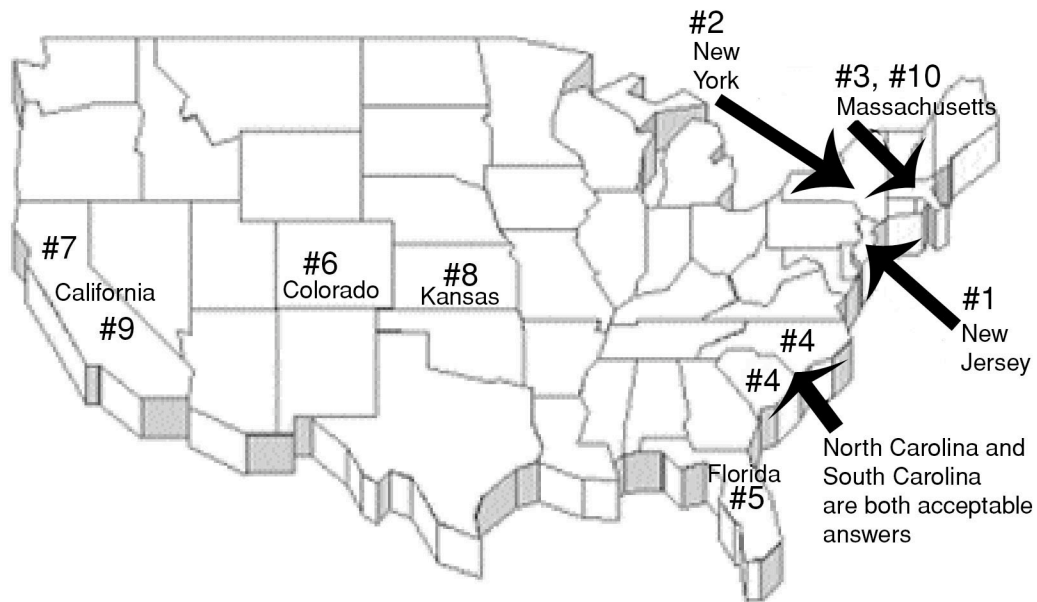 #2
New
York
#3, #10
Massachusetts
#7
California
#9
#6
Colorado
#8
Kansas
#1
New
Jersey
#4
#4
North Carolina and
South Carolina
are both acceptable
answers
Florida
#5